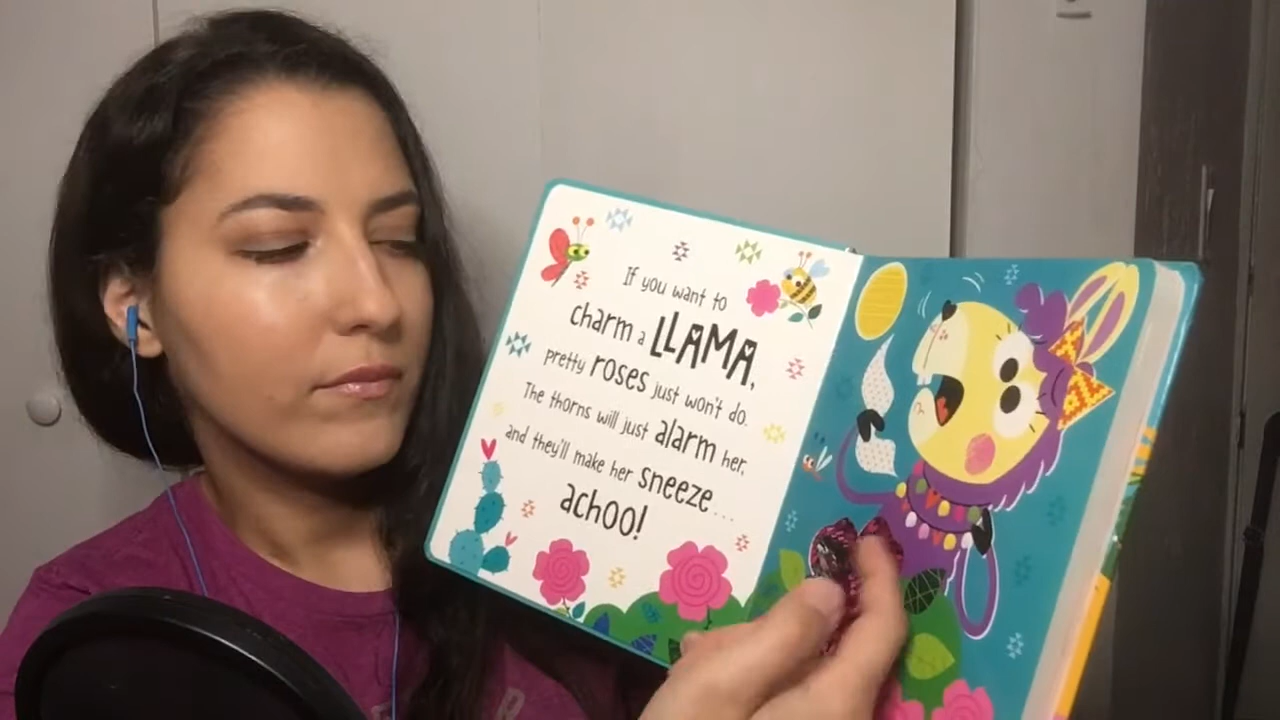 If you want to
charm a LLAMA,
pretty roses just won't do.
The thorns will just alarm her,
and they'll make her sneeze....
achoo!